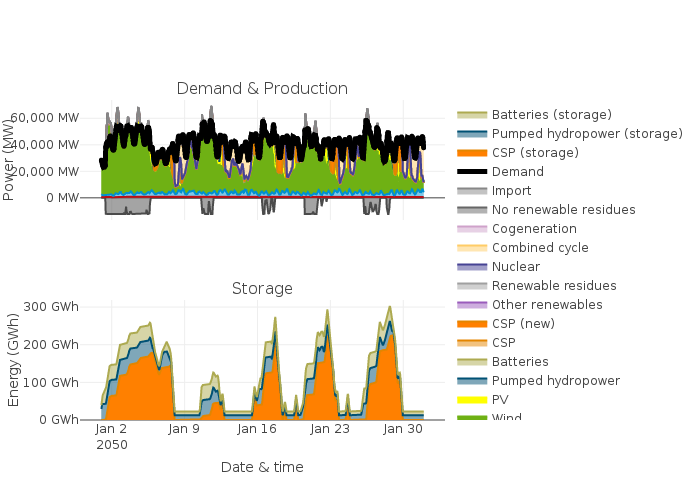 Demand & Production
60,000 MW
40,000 MW
20,000 MW
0 MW
Power (MW)
Storage
300 GWh
200 GWh
100 GWh
0 GWh
Energy (GWh)
Jan 2
2050
Jan 9
Jan 16
Jan 23
Jan 30
Date & time
Batteries (storage)
Pumped hydropower (storage)
CSP (storage)
Demand
Import
No renewable residues
Cogeneration
Combined cycle
Nuclear
Renewable residues
Other renewables
CSP (new)
CSP
Batteries
Pumped hydropower
PV
Wind